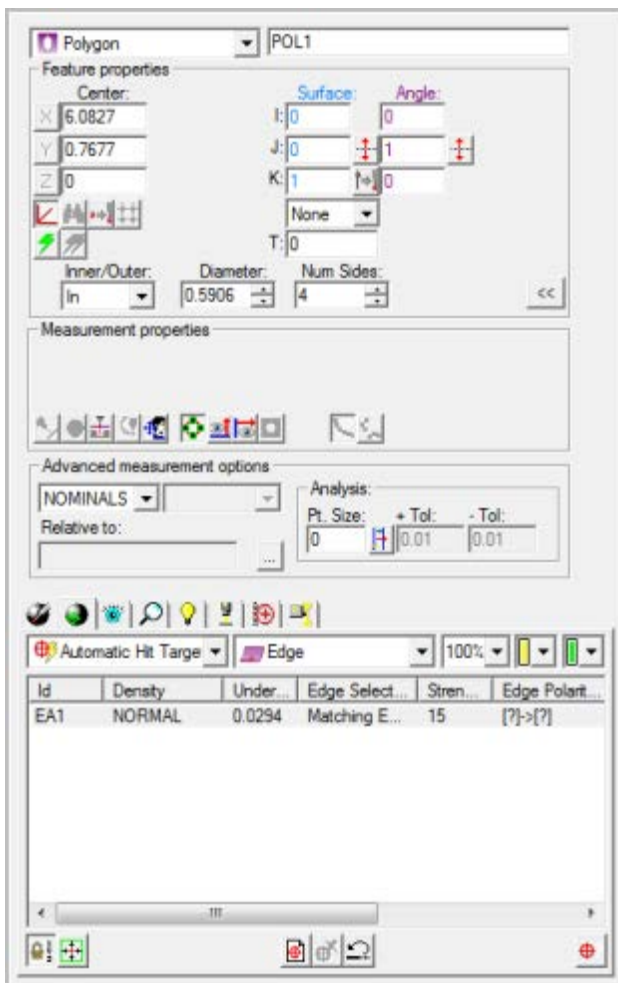 Polygon POL1
Feature properties
Center: Surface: Angle:
X 6.0827 I: 0 0
Y 0.7677 J: 0 1
Z 0 K: 1 0
None
T: 0
Inner/Outer: Diameter: Num Sides:
In 0.5906 4 <<
Measurement properties
Advanced measurement options
NOMINALS Analysis:
Pt. Size: + Tol: - Tol:
Relative to: 0 0.01 0.01
...
Automatic Hit Targe Edge 100%
Id Density Under... Edge Select... Stren... Edge Polarit...
EA1 NORMAL 0.0294 Matching E... 15 [?]->[?]